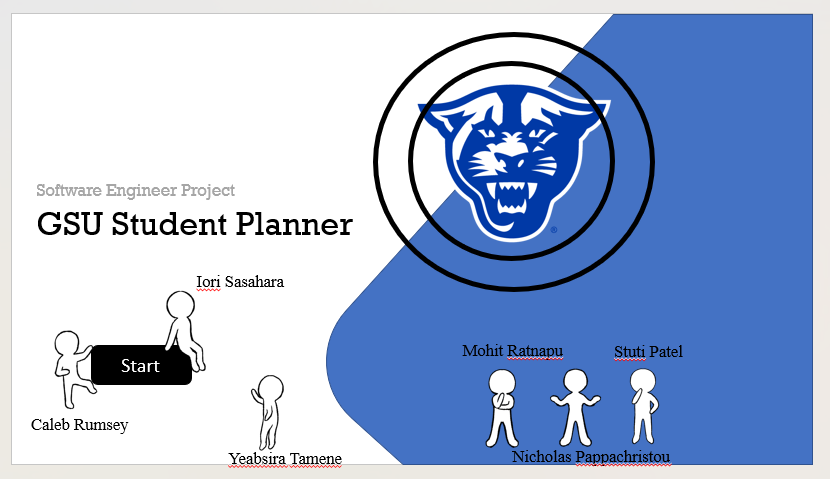 Software Engineer Project
GSU Student Planner
Iori Sasahara
Start
Caleb Rumsey
Yeabsira Tamene
Mohit Ratnapu
Stuti Patel
Nicholas Pappachristou
®